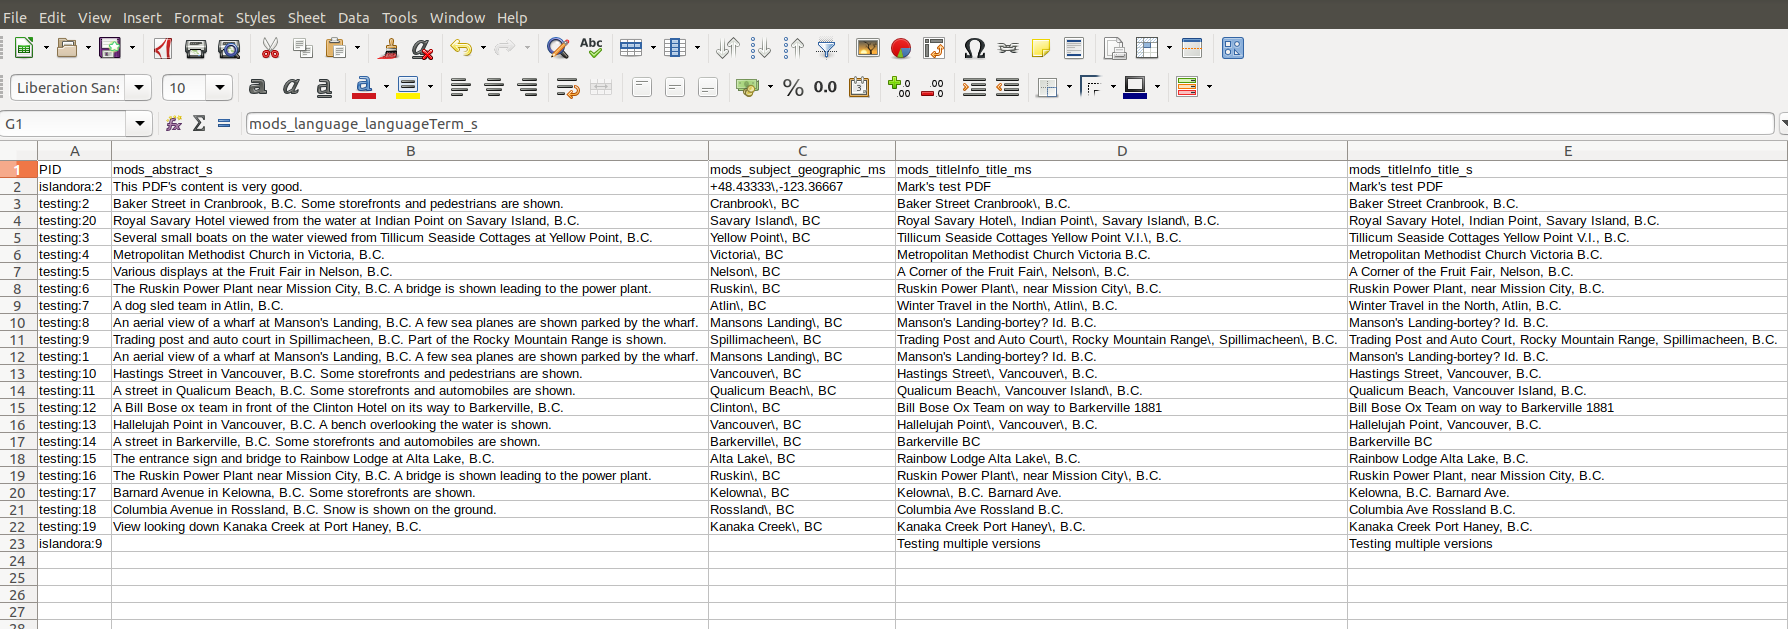 File Edit View Insert Format Styles Sheet Data Tools Window Help
Abc
Liberation Sans 10 a a a a % 0.0 3 .00 .00
G1 fx Σ = mods_language_languageTerm_s
A B C D E
1 PID mods_abstract_s mods_subject_geographic_ms mods_titleInfo_title_ms mods_titleInfo_title_s
2 islandora:2 This PDF's content is very good. +48.43333\,-123.36667 Mark's test PDF Mark's test PDF
3 testing:2 Baker Street in Cranbrook, B.C. Some storefronts and pedestrians are shown. Cranbrook\, BC Baker Street Cranbrook\, B.C. Baker Street Cranbrook, B.C.
4 testing:20 Royal Savary Hotel viewed from the water at Indian Point on Savary Island, B.C. Savary Island\, BC Royal Savary Hotel\, Indian Point\, Savary Island\, B.C. Royal Savary Hotel, Indian Point, Savary Island, B.C.
5 testing:3 Several small boats on the water viewed from Tillicum Seaside Cottages at Yellow Point, B.C. Yellow Point\, BC Tillicum Seaside Cottages Yellow Point V.I.\, B.C. Tillicum Seaside Cottages Yellow Point V.I., B.C.
6 testing:4 Metropolitan Methodist Church in Victoria, B.C. Victoria\, BC Metropolitan Methodist Church Victoria B.C. Metropolitan Methodist Church Victoria B.C.
7 testing:5 Various displays at the Fruit Fair in Nelson, B.C. Nelson\, BC A Corner of the Fruit Fair\, Nelson\, B.C. A Corner of the Fruit Fair, Nelson, B.C.
8 testing:6 The Ruskin Power Plant near Mission City, B.C. A bridge is shown leading to the power plant. Ruskin\, BC Ruskin Power Plant\, near Mission City\, B.C. Ruskin Power Plant, near Mission City, B.C.
9 testing:7 A dog sled team in Atlin, B.C. Atlin\, BC Winter Travel in the North\, Atlin\, B.C. Winter Travel in the North, Atlin, B.C.
10 testing:8 An aerial view of a wharf at Manson's Landing, B.C. A few sea planes are shown parked by the wharf. Mansons Landing\, BC Manson's Landing-bortey? Id. B.C. Manson's Landing-bortey? Id. B.C.
11 testing:9 Trading post and auto court in Spillimacheen, B.C. Part of the Rocky Mountain Range is shown. Spillimacheen\, BC Trading Post and Auto Court\, Rocky Mountain Range\, Spillimacheen\, B.C. Trading Post and Auto Court, Rocky Mountain Range, Spillimacheen, B.C.
12 testing:1 An aerial view of a wharf at Manson's Landing, B.C. A few sea planes are shown parked by the wharf. Mansons Landing\, BC Manson's Landing-bortey? Id. B.C. Manson's Landing-bortey? Id. B.C.
13 testing:10 Hastings Street in Vancouver, B.C. Some storefronts and pedestrians are shown. Vancouver\, BC Hastings Street\, Vancouver\, B.C. Hastings Street, Vancouver, B.C.
14 testing:11 A street in Qualicum Beach, B.C. Some storefronts and automobiles are shown. Qualicum Beach\, BC Qualicum Beach\, Vancouver Island\, B.C. Qualicum Beach, Vancouver Island, B.C.
15 testing:12 A Bill Bose ox team in front of the Clinton Hotel on its way to Barkerville, B.C. Clinton\, BC Bill Bose Ox Team on way to Barkerville 1881 Bill Bose Ox Team on way to Barkerville 1881
16 testing:13 Hallelujah Point in Vancouver, B.C. A bench overlooking the water is shown. Vancouver\, BC Hallelujah Point\, Vancouver\, B.C. Hallelujah Point, Vancouver, B.C.
17 testing:14 A street in Barkerville, B.C. Some storefronts and automobiles are shown. Barkerville\, BC Barkerville BC Barkerville BC
18 testing:15 The entrance sign and bridge to Rainbow Lodge at Alta Lake, B.C. Alta Lake\, BC Rainbow Lodge Alta Lake\, B.C. Rainbow Lodge Alta Lake, B.C.
19 testing:16 The Ruskin Power Plant near Mission City, B.C. A bridge is shown leading to the power plant. Ruskin\, BC Ruskin Power Plant\, near Mission City\, B.C. Ruskin Power Plant, near Mission City, B.C.
20 testing:17 Barnard Avenue in Kelowna, B.C. Some storefronts are shown. Kelowna\, BC Kelowna\, B.C. Barnard Ave. Kelowna, B.C. Barnard Ave.
21 testing:18 Columbia Avenue in Rossland, B.C. Snow is shown on the ground. Rossland\, BC Columbia Ave Rossland B.C. Columbia Ave Rossland B.C.
22 testing:19 View looking down Kanaka Creek at Port Haney, B.C. Kanaka Creek\, BC Kanaka Creek Port Haney\, B.C. Kanaka Creek Port Haney, B.C.
23 islandora:9 Testing multiple versions Testing multiple versions
24
25
26
27
28